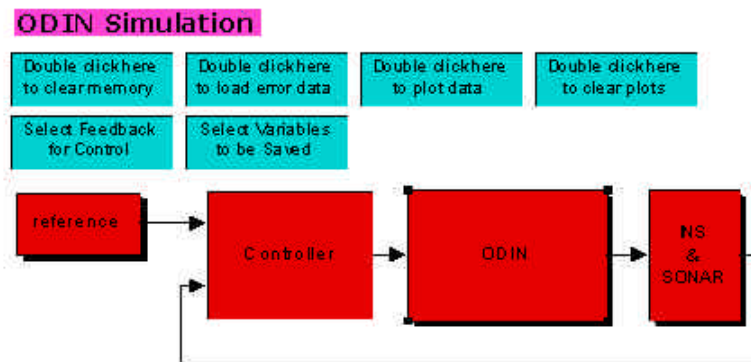 ODIN Simulation
Double clickhere
to clear memory
Double clickhere
to load error data
Double clickhere
to plot data
Double clickhere
to clear plots
Select Feedback
for Control
Select Variables
to be Saved
reference
Controller
ODIN
NS
&
SONAR